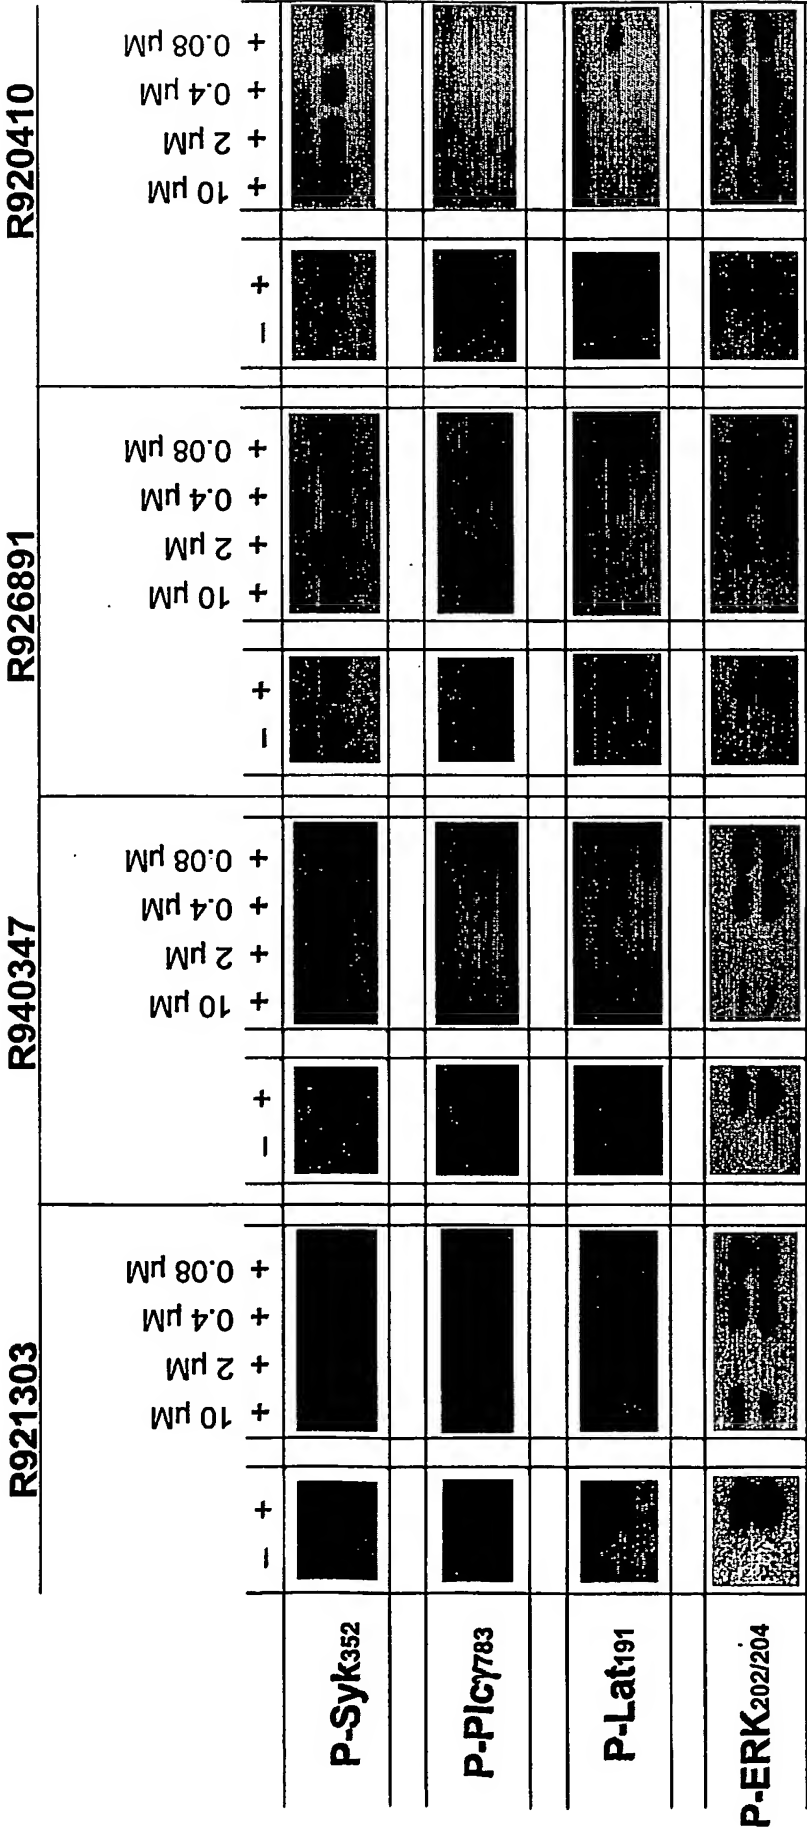 R921303 R940347 R926891 R920410
10 µM 2 µM 0.4 µM 0.08 µM 10 µM 2 µM 0.4 µM 0.08 µM 10 µM 2 µM 0.4 µM 0.08 µM 10 µM 2 µM 0.4 µM 0.08 µM
− + + + + + − + + + + + − + + + + + − + + + + +
P-Syk352
P-Plcγ783
P-Lat191
P-ERK202/204